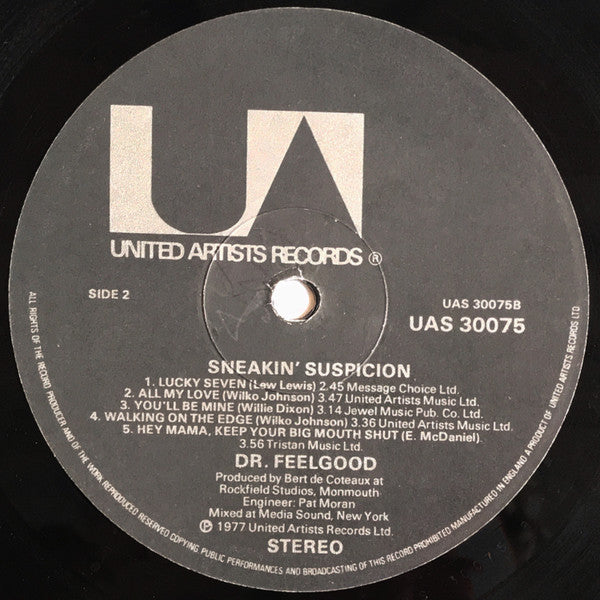 UA
UNITED ARTISTS RECORDS ®
SIDE 2
UAS 30075B
UAS 30075
SNEAKIN' SUSPICION
1. LUCKY SEVEN (Lew Lewis) 2.45 Message Choice Ltd.
2. ALL MY LOVE (Wilko Johnson) 3.47 United Artists Music Ltd.
3. YOU'LL BE MINE (Willie Dixon) 3.14 Jewel Music Pub. Co. Ltd.
4. WALKING ON THE EDGE (Wilko Johnson) 3.36 United Artists Music Ltd.
5. HEY MAMA, KEEP YOUR BIG MOUTH SHUT (E. McDaniel)
3.56 Tristan Music Ltd.
DR. FEELGOOD
Produced by Bert de Coteaux at
Rockfield Studios, Monmouth
Engineer: Pat Moran
Mixed at Media Sound, New York
℗ 1977 United Artists Records Ltd.
STEREO
ALL RIGHTS OF THE RECORD PRODUCER AND OF THE WORK REPRODUCED RESERVED COPYING PUBLIC PERFORMANCES AND BROADCASTING OF THIS RECORD PROHIBITED MANUFACTURED IN ENGLAND A PRODUCT OF UNITED ARTISTS RECORDS LTD